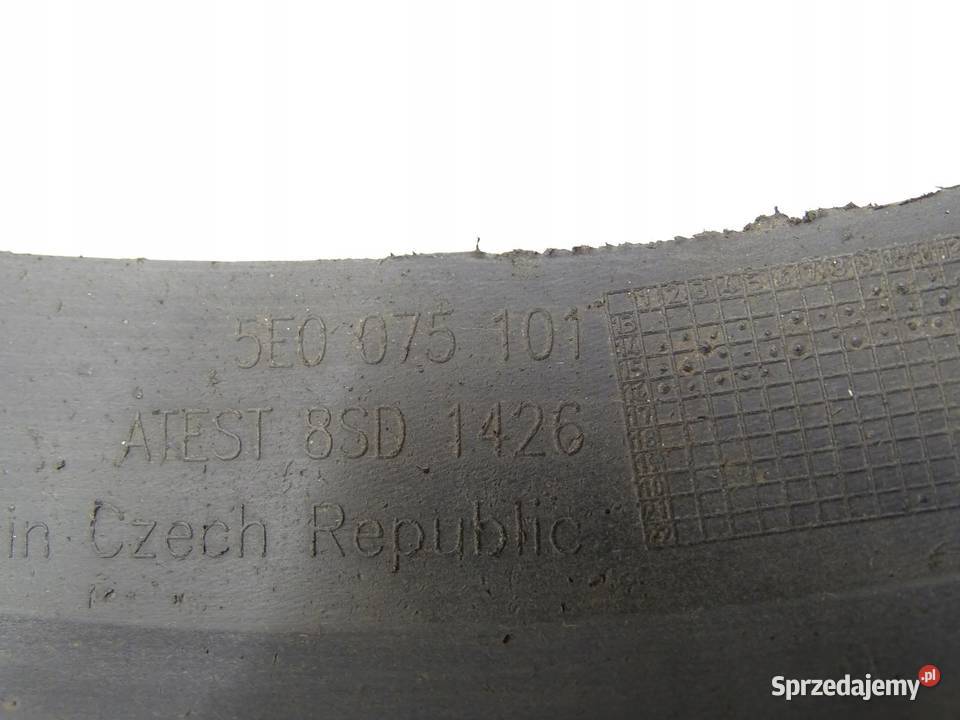 5E0 075 101
ATEST 8SD 1426
in Czech Republic
Sprzedajemy.pl